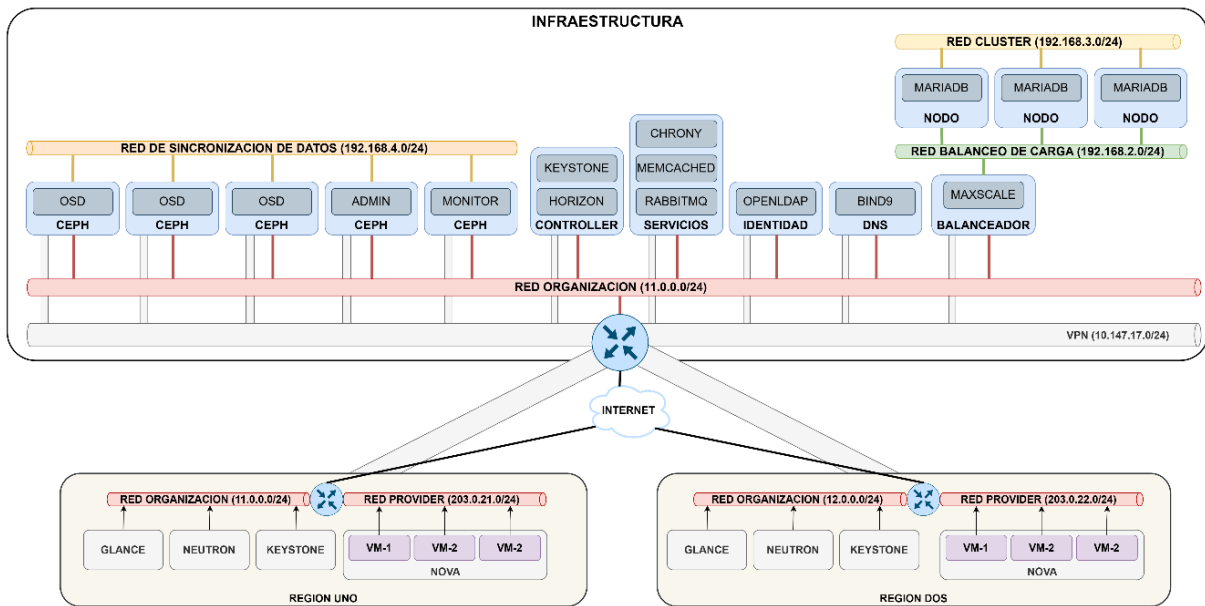 INFRAESTRUCTURA
RED CLUSTER (192.168.3.0/24)
MARIADB
NODO
MARIADB
NODO
MARIADB
NODO
RED BALANCEO DE CARGA (192.168.2.0/24)
RED DE SINCRONIZACION DE DATOS (192.168.4.0/24)
OSD
CEPH
OSD
CEPH
OSD
CEPH
ADMIN
CEPH
MONITOR
CEPH
KEYSTONE
HORIZON
CONTROLLER
CHRONY
MEMCACHED
RABBITMQ
SERVICIOS
OPENLDAP
IDENTIDAD
BIND9
DNS
MAXSCALE
BALANCEADOR
RED ORGANIZACION (11.0.0.0/24)
VPN (10.147.17.0/24)
INTERNET
RED ORGANIZACION (11.0.0.0/24)
RED PROVIDER (203.0.21.0/24)
GLANCE
NEUTRON
KEYSTONE
VM-1
VM-2
VM-2
NOVA
REGION UNO
RED ORGANIZACION (12.0.0.0/24)
RED PROVIDER (203.0.22.0/24)
GLANCE
NEUTRON
KEYSTONE
VM-1
VM-2
VM-2
NOVA
REGION DOS